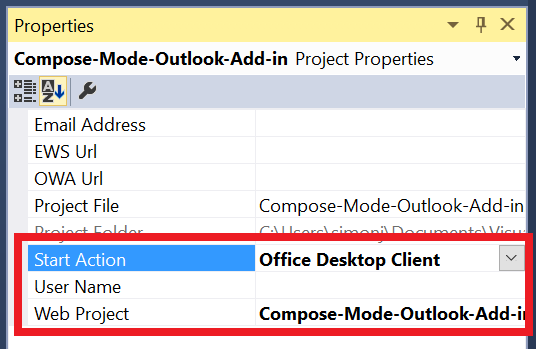 Properties
Compose-Mode-Outlook-Add-in Project Properties
Email Address
EWS Url
OWA Url
Project File Compose-Mode-Outlook-Add-in
Project Folder C:\Users\simonj\Documents\Visua
Start Action Office Desktop Client
User Name
Web Project Compose-Mode-Outlook-Add-in